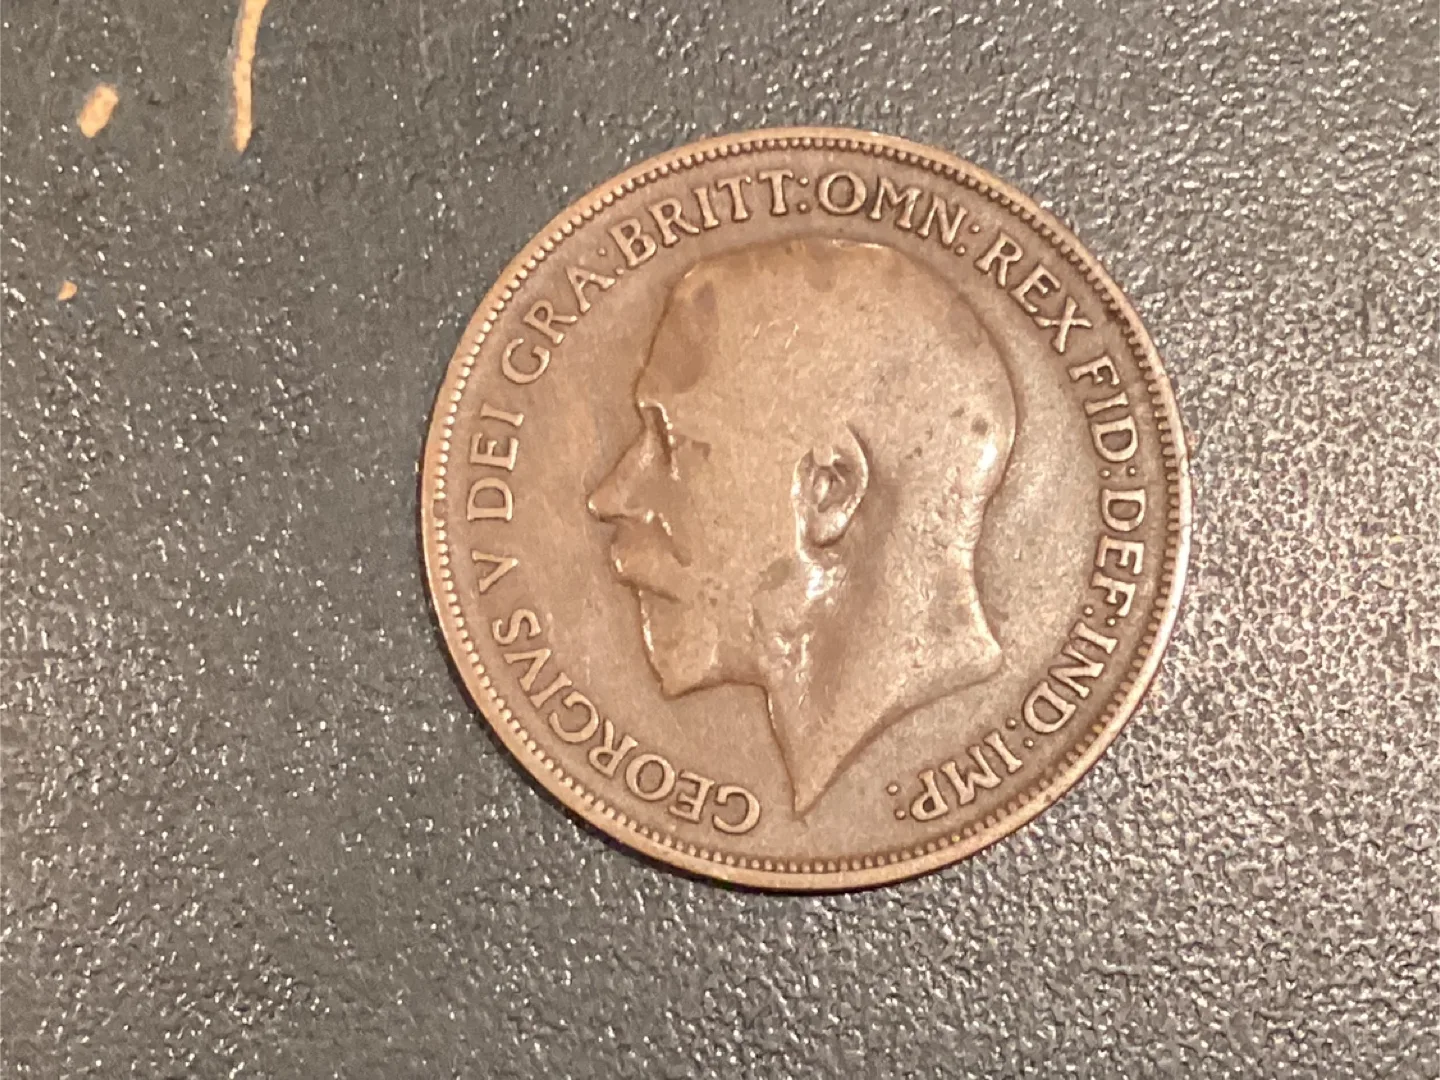 GEORGIVS V DEI GRA:BRITT:OMN:REX FID:DEF:IND:IMP: